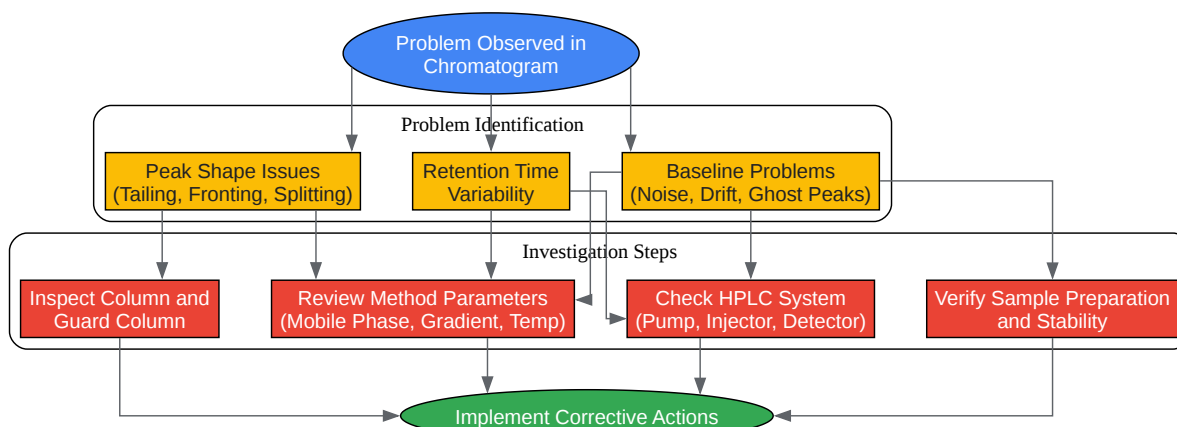 Problem Observed in
Chromatogram
Problem Identification
Peak Shape Issues
(Tailing, Fronting, Splitting)
Retention Time
Variability
Baseline Problems
(Noise, Drift, Ghost Peaks)
Investigation Steps
Inspect Column and
Guard Column
Review Method Parameters
(Mobile Phase, Gradient, Temp)
Check HPLC System
(Pump, Injector, Detector)
Verify Sample Preparation
and Stability
Implement Corrective Actions